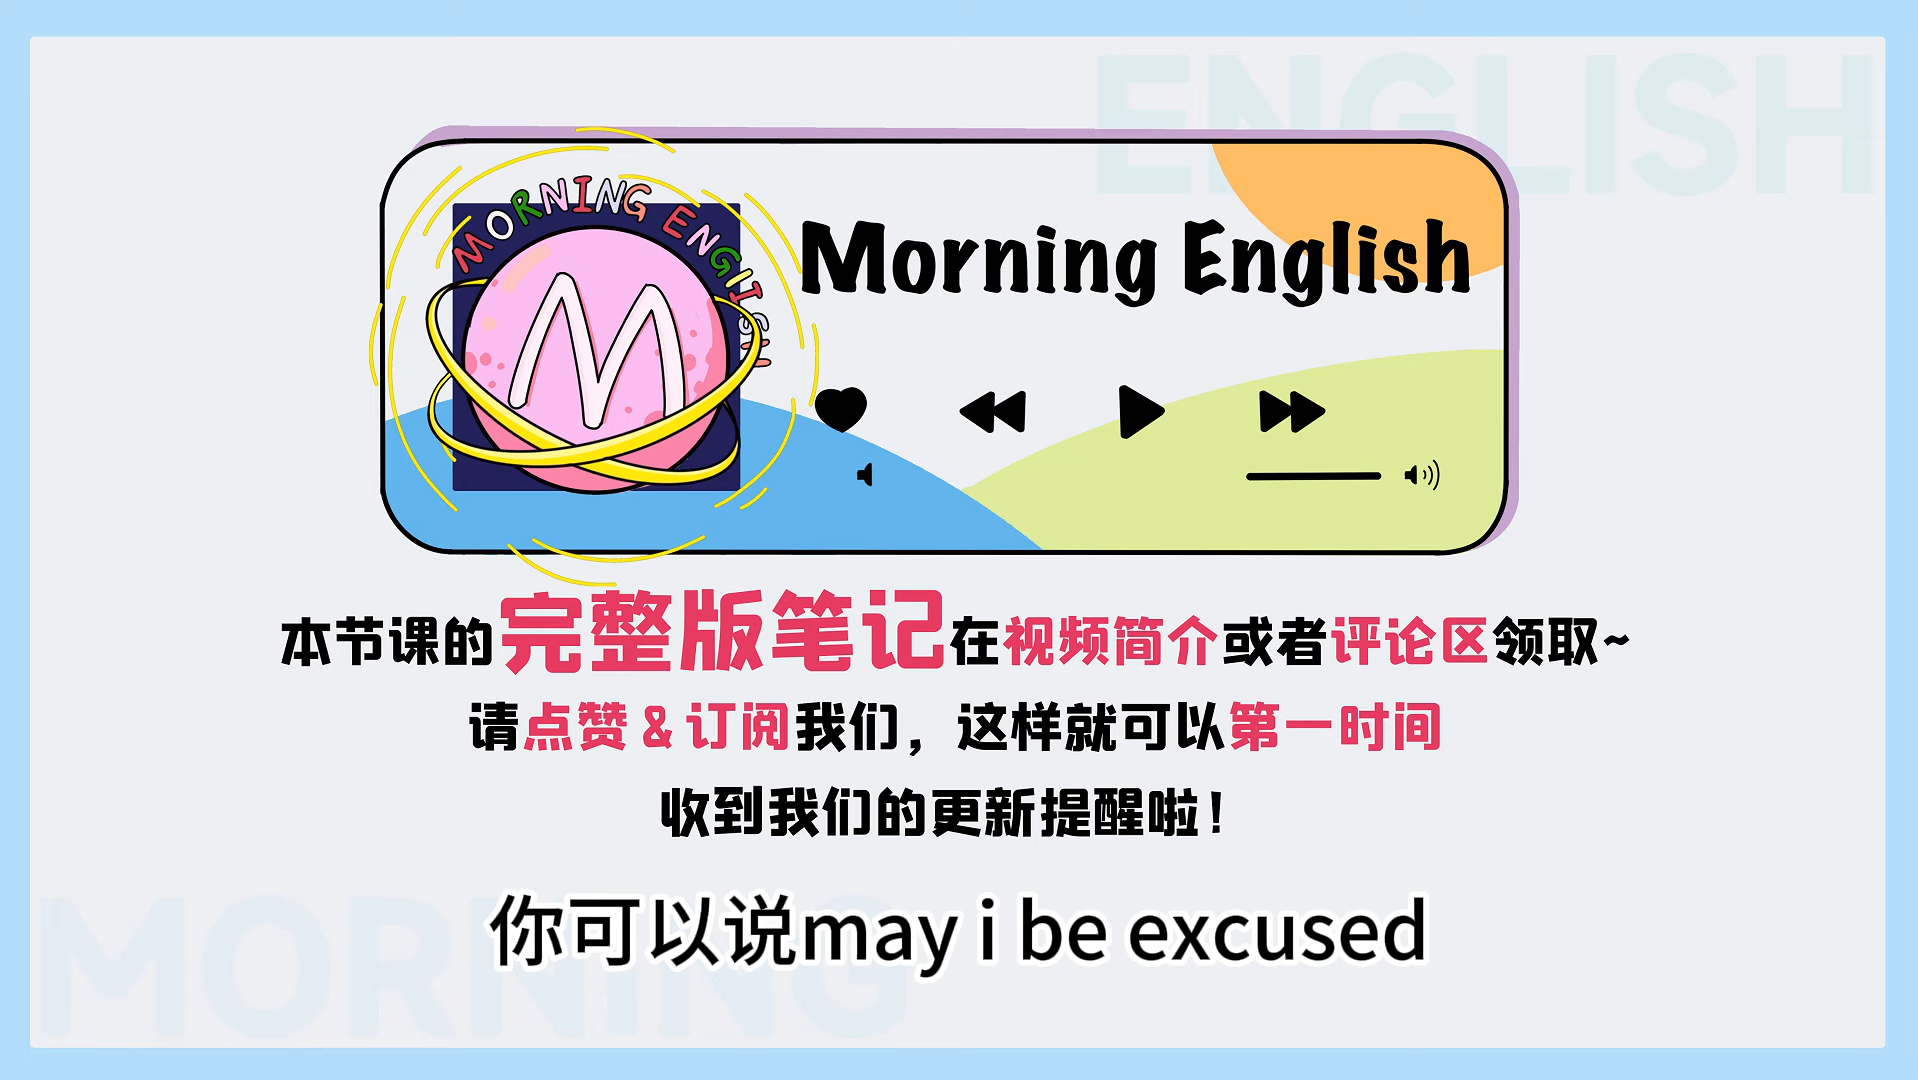 ENGLISH
MORNING ENGLISH
M
Morning English
本节课的完整版笔记在视频简介或者评论区领取~
请点赞&订阅我们，这样就可以第一时间
收到我们的更新提醒啦！
你可以说may i be excused
MORNING